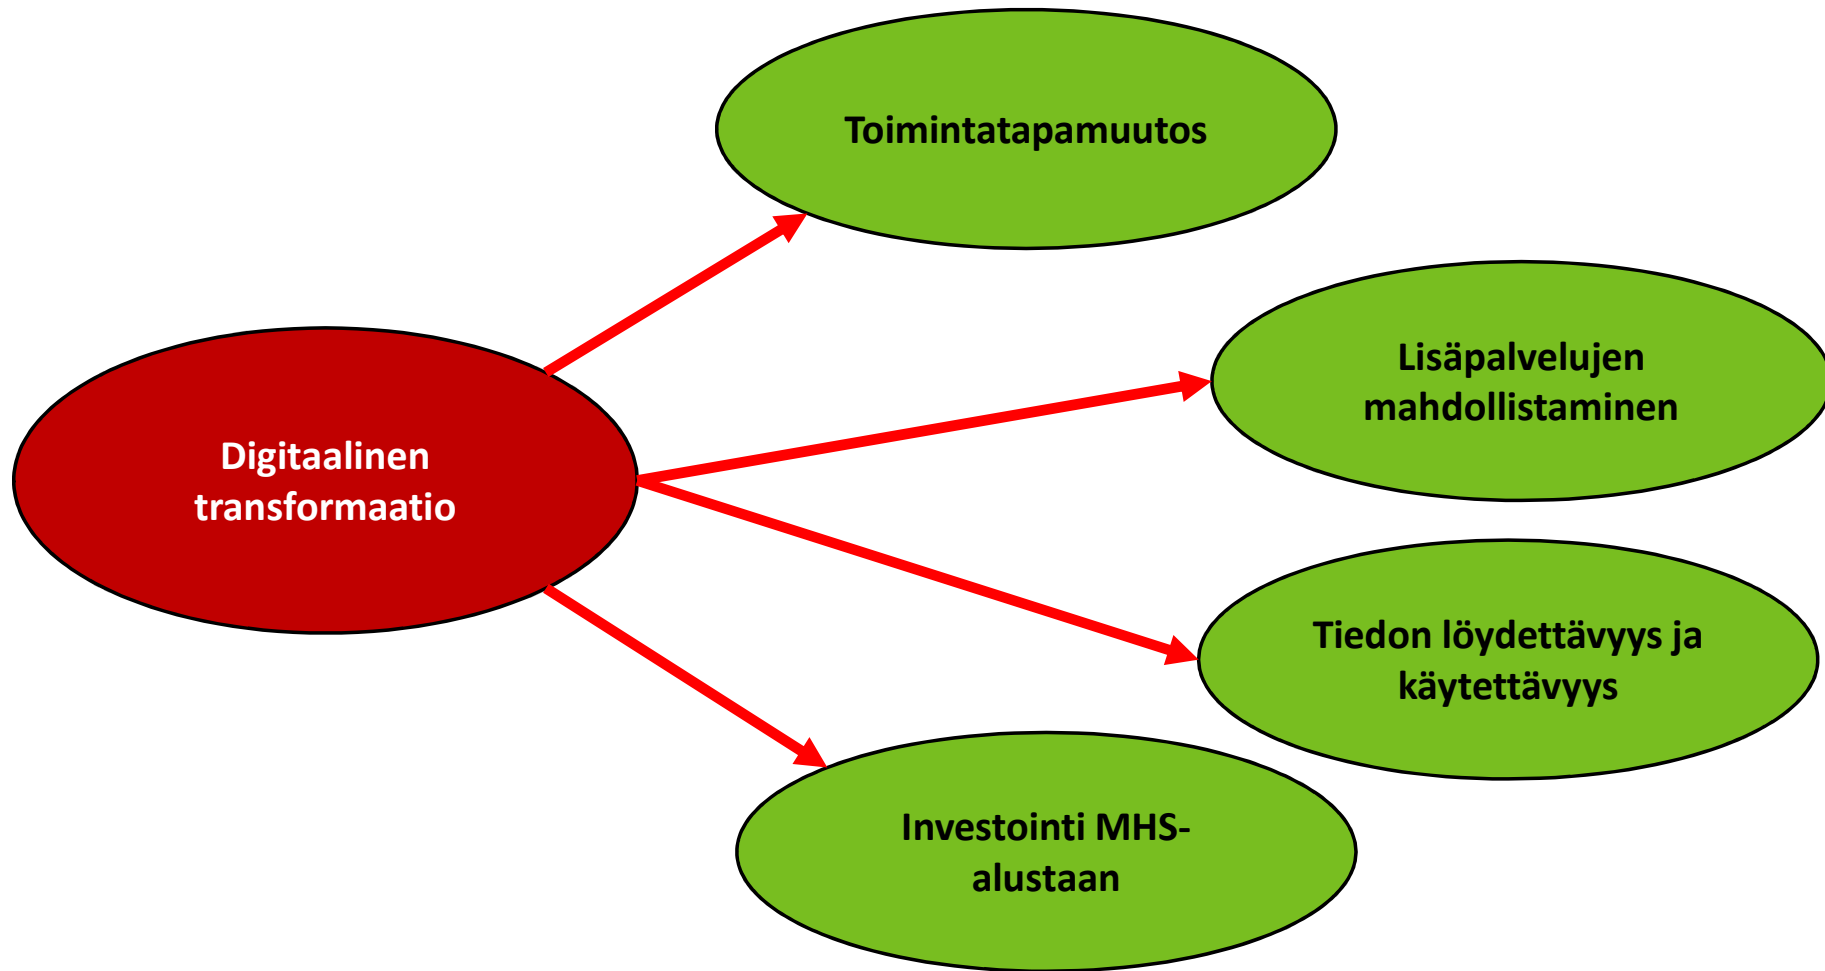 Toimintatapamuutos
Lisäpalvelujen
mahdollistaminen
Digitaalinen
transformaatio
Tiedon löydettävyys ja
käytettävyys
Investointi MHS-
alustaan